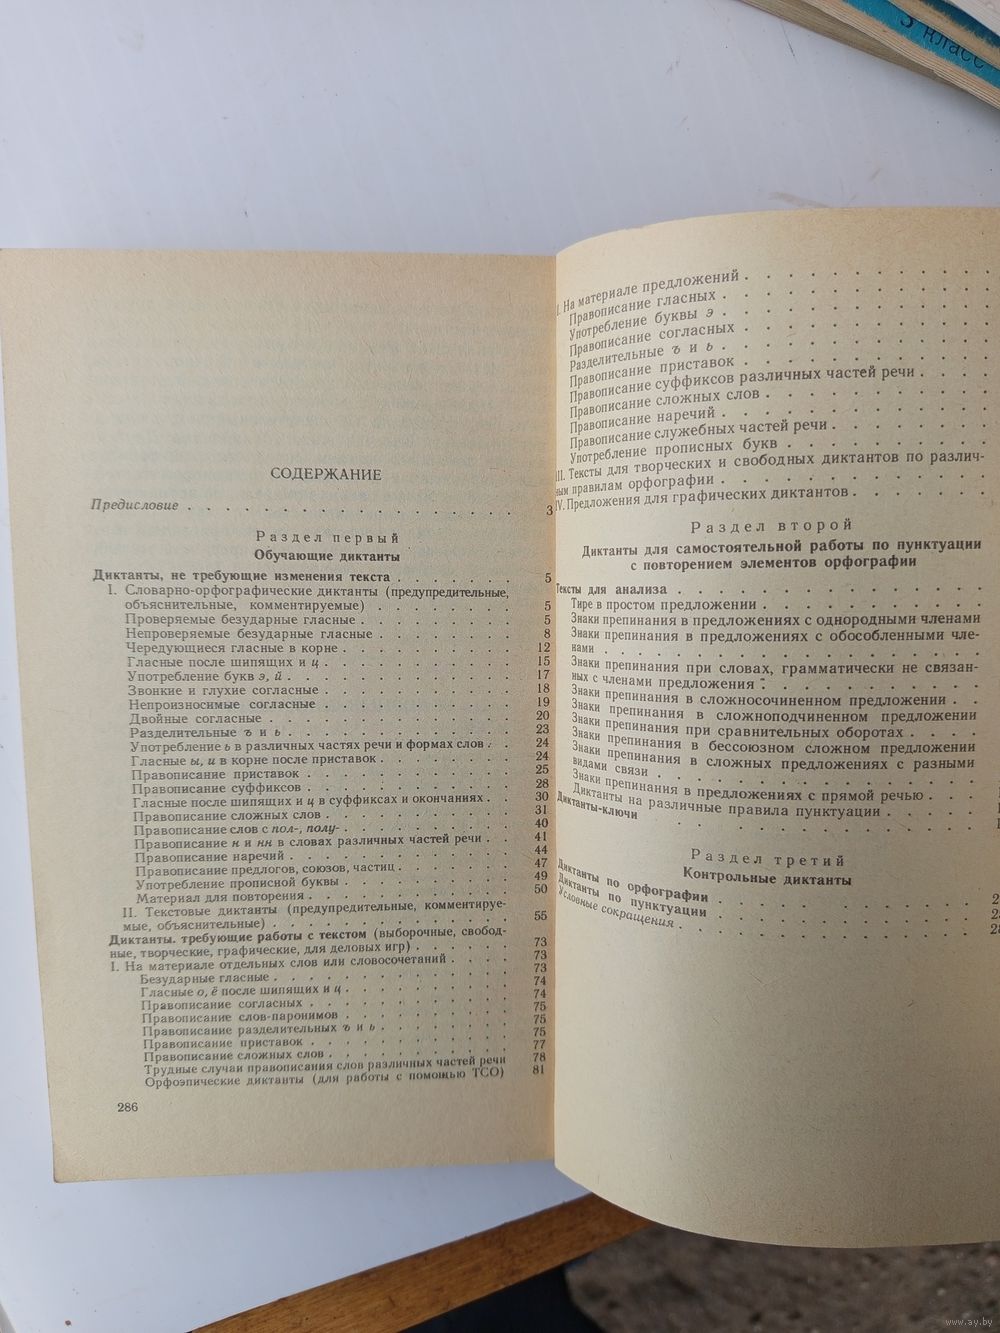 3 класс
СОДЕРЖАНИЕ
Предисловие . . . . . . . . . . . . . . . 3
Раздел первый
Обучающие диктанты
Диктанты, не требующие изменения текста . . . . . . . 5
I. Словарно-орфографические диктанты (предупредительные,
объяснительные, комментируемые) . . . . . . . . 5
Проверяемые безударные гласные . . . . . . . . 5
Непроверяемые безударные гласные . . . . . . . 8
Чередующиеся гласные в корне . . . . . . . . . 12
Гласные после шипящих и ц . . . . . . . . . . 15
Употребление букв э, й . . . . . . . . . . . . 17
Звонкие и глухие согласные . . . . . . . . . . 18
Непроизносимые согласные . . . . . . . . . . 19
Двойные согласные . . . . . . . . . . . . . 20
Разделительные ъ и ь . . . . . . . . . . . . 23
Употребление ь в различных частях речи и формах слов . . 24
Гласные ы, и в корне после приставок . . . . . . . 24
Правописание приставок . . . . . . . . . . . 25
Правописание суффиксов . . . . . . . . . . . 28
Гласные после шипящих и ц в суффиксах и окончаниях . . 30
Правописание сложных слов . . . . . . . . . . 31
Правописание слов с пол-, полу- . . . . . . . . . 40
Правописание н и нн в словах различных частей речи . . 41
Правописание наречий . . . . . . . . . . . . 44
Правописание предлогов, союзов, частиц . . . . . . 47
Употребление прописной буквы . . . . . . . . . 49
Материал для повторения . . . . . . . . . . . 50
II. Текстовые диктанты (предупредительные, комментируе-
мые, объяснительные) . . . . . . . . . . . . 55
Диктанты, требующие работы с текстом (выборочные, свобод-
ные, творческие, графические, для деловых игр) . . . . . 73
I. На материале отдельных слов или словосочетаний . . . . 73
Безударные гласные . . . . . . . . . . . . . 73
Гласные о, ё после шипящих и ц . . . . . . . . . 74
Правописание согласных . . . . . . . . . . . 74
Правописание слов-паронимов . . . . . . . . . 75
Правописание разделительных ъ и ь . . . . . . . 75
Правописание приставок . . . . . . . . . . . 75
Правописание сложных слов . . . . . . . . . . 77
Трудные случаи правописания слов различных частей речи 78
Орфоэпические диктанты (для работы с помощью ТСО) 81
286
I. На материале предложений . . . . . . . . . .
Правописание гласных . . . . . . . . . . . .
Употребление буквы э . . . . . . . . . . . .
Правописание согласных . . . . . . . . . . .
Разделительные ъ и ь . . . . . . . . . . . .
Правописание приставок . . . . . . . . . . .
Правописание суффиксов различных частей речи . . . .
Правописание сложных слов . . . . . . . . . .
Правописание наречий . . . . . . . . . . . .
Правописание служебных частей речи . . . . . . .
Употребление прописных букв . . . . . . . . .
III. Тексты для творческих и свободных диктантов по различ-
ным правилам орфографии . . . . . . . . . . .
IV. Предложения для графических диктантов . . . . . .
Раздел второй
Диктанты для самостоятельной работы по пунктуации
с повторением элементов орфографии
Тексты для анализа . . . . . . . . . . . . .
Тире в простом предложении . . . . . . . . . .
Знаки препинания в предложениях с однородными членами
Знаки препинания в предложениях с обособленными чле-
нами . . . . . . . . . . . . . . . . .
Знаки препинания при словах, грамматически не связан-
ных с членами предложения . . . . . . . . . .
Знаки препинания в сложносочиненном предложении . .
Знаки препинания в сложноподчиненном предложении
Знаки препинания при сравнительных оборотах . . . .
Знаки препинания в бессоюзном сложном предложении
Знаки препинания в сложных предложениях с разными
видами связи . . . . . . . . . . . . . .
Знаки препинания в предложениях с прямой речью . . .
Диктанты на различные правила пунктуации . . . . .
Диктанты-ключи . . . . . . . . . . . .
Раздел третий
Контрольные диктанты
Диктанты по орфографии . . . . . . . . . . .
Диктанты по пунктуации . . . . . . . . . . .
Условные сокращения . . . . . . . . . . . .
www.ay.by